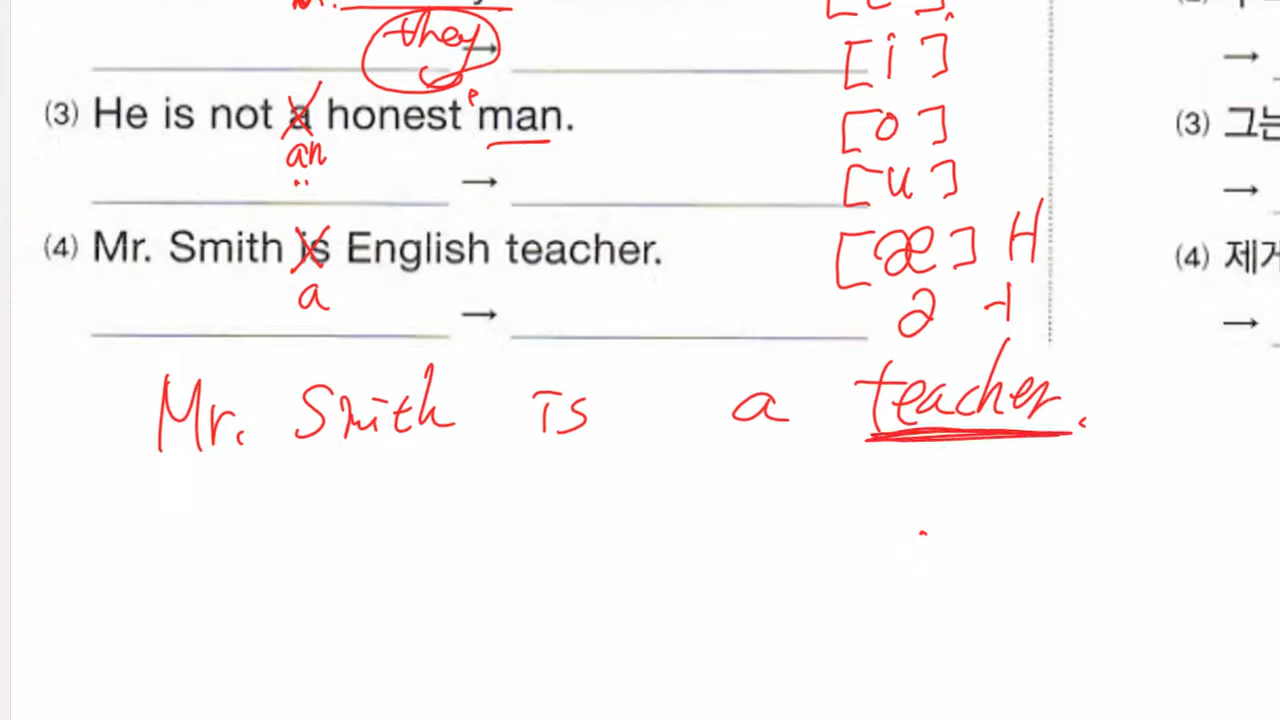 they →
[i]
(3) He is not a honest man.
an
[o]
(3) 그는
→
[u]
→
(4) Mr. Smith is English teacher.
a
[æ] ㅐ
(4) 제게
→
ə ㅓ
→
Mr. Smith is a teacher.